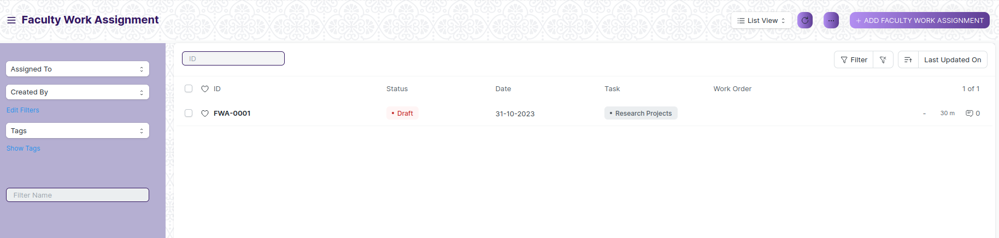 Faculty Work Assignment
List View
...
+ ADD FACULTY WORK ASSIGNMENT
Assigned To
Created By
Edit Filters
Tags
Show Tags
Filter Name
ID
Filter
Last Updated On
ID Status Date Task Work Order 1 of 1
FWA-0001 • Draft 31-10-2023 • Research Projects - 30 m 0